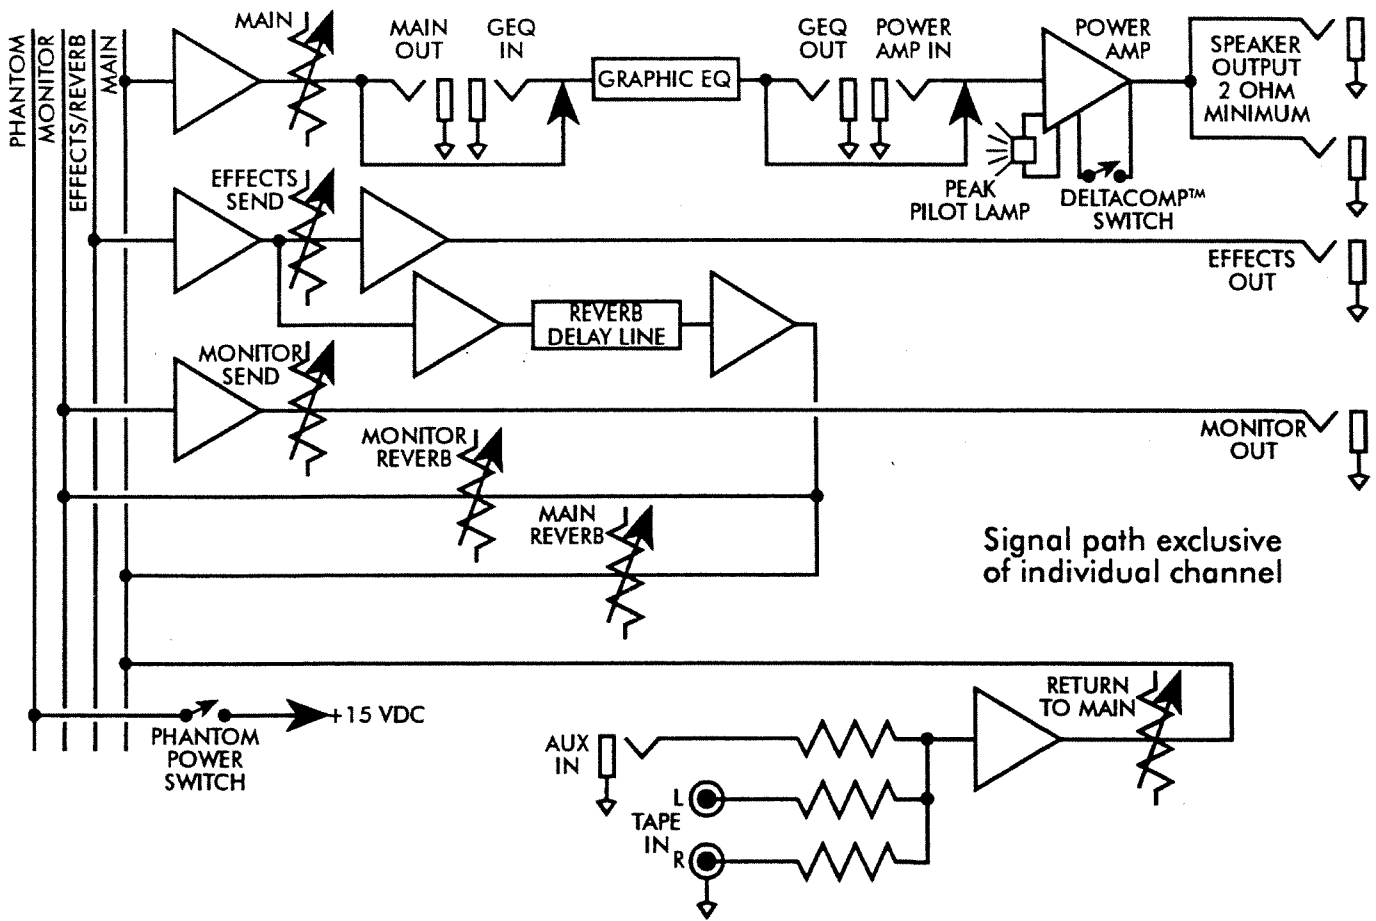 PHANTOM
MONITOR
EFFECTS/REVERB
MAIN
MAIN
MAIN
OUT
GEQ
IN
GRAPHIC EQ
GEQ
OUT
POWER
AMP IN
POWER
AMP
SPEAKER
OUTPUT
2 OHM
MINIMUM
PEAK
PILOT LAMP
DELTACOMP™
SWITCH
EFFECTS
SEND
EFFECTS
OUT
REVERB
DELAY LINE
MONITOR
SEND
MONITOR
OUT
MONITOR
REVERB
MAIN
REVERB
Signal path exclusive
of individual channel
RETURN
TO MAIN
+15 VDC
PHANTOM
POWER
SWITCH
AUX
IN
L
TAPE
IN
R